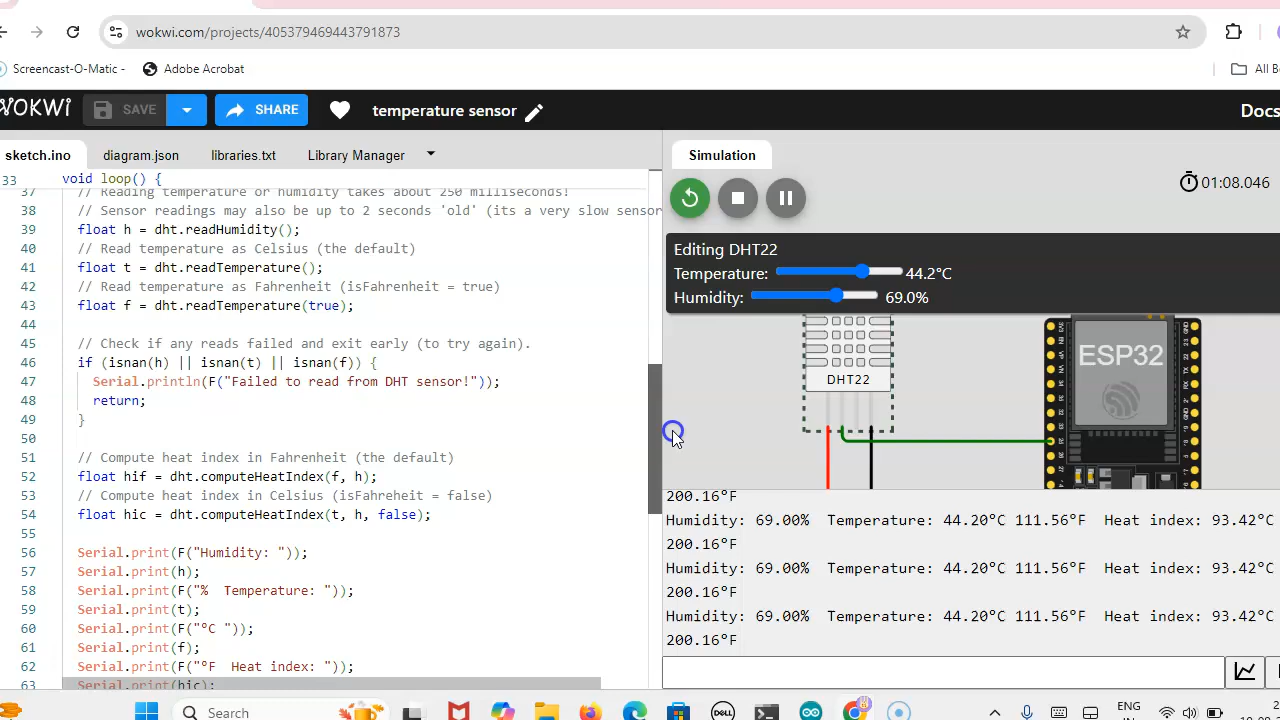 wokwi.com/projects/405379469443791873
Screencast-O-Matic -
Adobe Acrobat
All B
WOKWI
SAVE
SHARE
temperature sensor
Docs
sketch.ino
diagram.json
libraries.txt
Library Manager
33 void loop() {
37 // Reading temperature or humidity takes about 250 milliseconds!
38 // Sensor readings may also be up to 2 seconds 'old' (its a very slow sensor
39 float h = dht.readHumidity();
40 // Read temperature as Celsius (the default)
41 float t = dht.readTemperature();
42 // Read temperature as Fahrenheit (isFahrenheit = true)
43 float f = dht.readTemperature(true);
44
45 // Check if any reads failed and exit early (to try again).
46 if (isnan(h) || isnan(t) || isnan(f)) {
47 Serial.println(F("Failed to read from DHT sensor!"));
48 return;
49 }
50
51 // Compute heat index in Fahrenheit (the default)
52 float hif = dht.computeHeatIndex(f, h);
53 // Compute heat index in Celsius (isFahreheit = false)
54 float hic = dht.computeHeatIndex(t, h, false);
55
56 Serial.print(F("Humidity: "));
57 Serial.print(h);
58 Serial.print(F("%  Temperature: "));
59 Serial.print(t);
60 Serial.print(F("°C "));
61 Serial.print(f);
62 Serial.print(F("°F  Heat index: "));
63 Serial.print(hic);
Simulation
01:08.046
Editing DHT22
Temperature: 44.2°C
Humidity: 69.0%
DHT22
ESP32
200.16°F
Humidity: 69.00%  Temperature: 44.20°C 111.56°F  Heat index: 93.42°C
200.16°F
Humidity: 69.00%  Temperature: 44.20°C 111.56°F  Heat index: 93.42°C
200.16°F
Humidity: 69.00%  Temperature: 44.20°C 111.56°F  Heat index: 93.42°C
200.16°F
Search
DELL
ENG